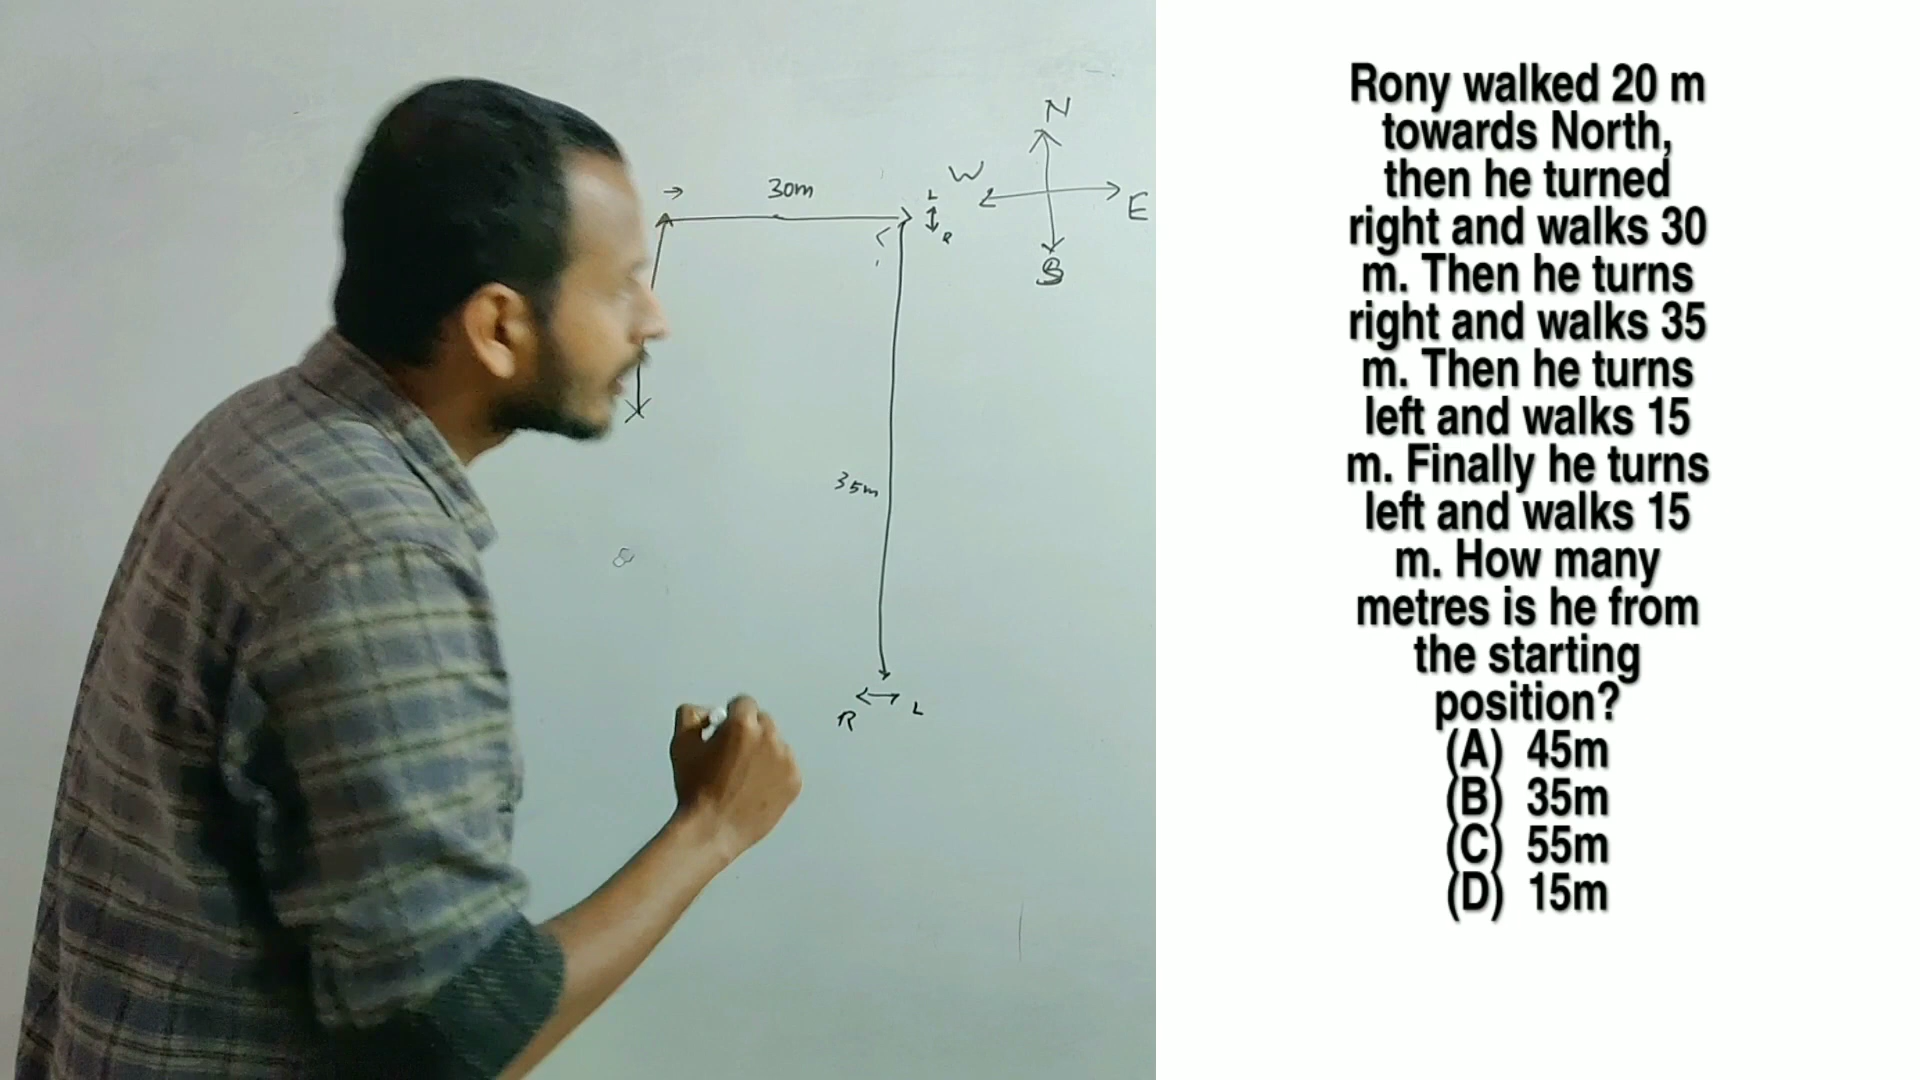 N
W
E
S
30m
L
R
35m
R
L
Rony walked 20 m
towards North,
then he turned
right and walks 30
m. Then he turns
right and walks 35
m. Then he turns
left and walks 15
m. Finally he turns
left and walks 15
m. How many
metres is he from
the starting
position?
(A) 45m
(B) 35m
(C) 55m
(D) 15m